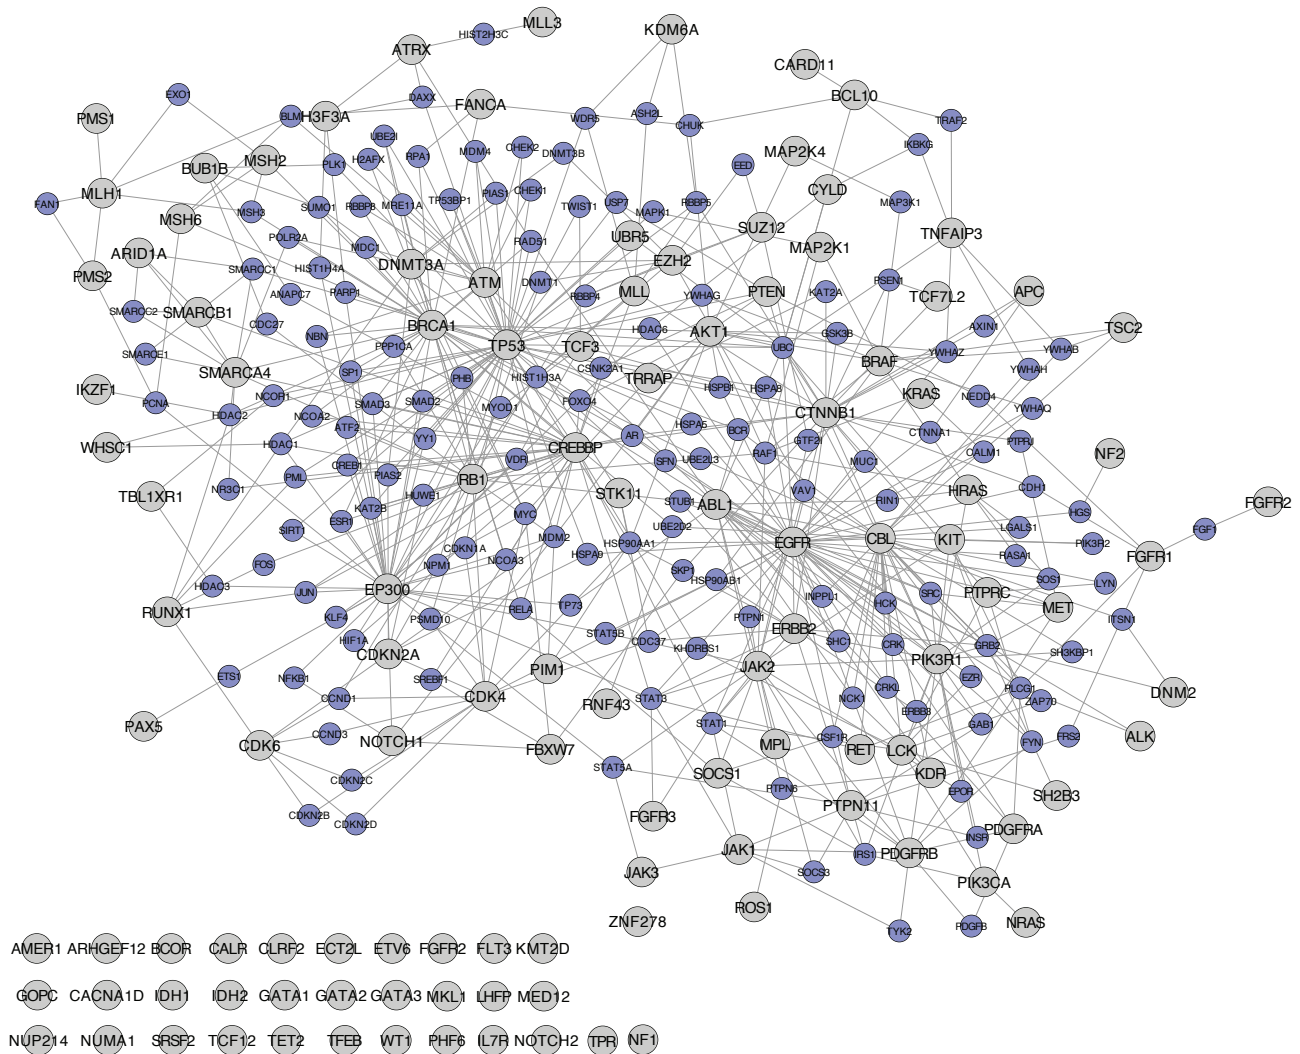 MLL3
HIST2H3C
KDM6A
ATRX
CARD11
BCL10
EXO1
DAXX
FANCA
PMS1
BLM
H3F3A
WDR5
ASH2L
CHUK
TRAF2
UBE2I
IKBKG
BUB1B
MSH2
PLK1
H2AFX
RPA1
MDM4
CHEK2
DNMT3B
EED
MAP2K4
MLH1
FAN1
MSH6
MSH3
SUMO1
RBBP8
MRE11A
TP53BP1
PIAS1
CHEK1
TWIST1
USP7
MAPK1
RBBP5
CYLD
MAP3K1
POLR2A
MDC1
RAD51
UBR5
SUZ12
MAP2K1
TNFAIP3
ARID1A
PMS2
SMARCC1
HIST1H4A
DNMT3A
ATM
DNMT1
EZH2
ANAPC7
PARP1
RBBP4
MLL
YWHAG
PTEN
KAT2A
PSEN1
TCF7L2
APC
SMARCC2
SMARCB1
CDC27
NBN
BRCA1
HDAC6
AKT1
GSK3B
AXIN1
TSC2
SMARCE1
PPP1CA
TP53
TCF3
UBC
BRAF
YWHAZ
YWHAB
SMARCA4
SP1
PHB
HIST1H3A
CSNK2A1
TRRAP
HSPB1
HSPA8
YWHAH
IKZF1
PCNA
HDAC2
NCOR1
NCOA2
SMAD3
SMAD2
MYOD1
FOXO4
KRAS
NEDD4
YWHAQ
CTNNB1
ATF2
YY1
AR
HSPA5
BCR
GTF2I
CTNNA1
PTPRJ
WHSC1
HDAC1
CREBBP
RAF1
CALM1
NF2
VDR
SFN
UBE2L3
MUC1
TBL1XR1
NR3C1
PML
CREB1
PIAS2
RB1
STK11
STUB1
ABL1
VAV1
RIN1
HRAS
CDH1
KAT2B
HUWE1
FGFR2
SIRT1
ESR1
MYC
UBE2D2
LGALS1
HGS
FGF1
FOS
CDKN1A
MDM2
HSP90AA1
EGFR
CBL
KIT
PIK3R2
NPM1
NCOA3
HSPA9
RASA1
FGFR1
HDAC3
EP300
SKP1
HSP90AB1
SOS1
LYN
JUN
INPPL1
HCK
SRC
PTPRC
MET
RUNX1
KLF4
PSMD10
RELA
TP73
PTPN1
ITSN1
HIF1A
STAT5B
CDC37
KHDRBS1
ERBB2
SHC1
CRK
GRB2
SH3KBP1
CDKN2A
PIM1
JAK2
PIK3R1
ETS1
NFKB1
SREBF1
CRKL
EZR
PLCG1
ZAP70
DNM2
CCND1
CDK4
RNF43
STAT3
NCK1
ERBB3
PAX5
CCND3
STAT1
CSF1R
GAB1
FYN
FRS2
ALK
CDK6
NOTCH1
FBXW7
MPL
RET
LCK
STAT5A
SOCS1
KDR
CDKN2C
PTPN6
EPOR
SH2B3
CDKN2B
CDKN2D
FGFR3
PTPN11
PDGFRA
INSR
JAK1
IRS1
PDGFRB
JAK3
SOCS3
PIK3CA
ZNF278
ROS1
TYK2
PDGFB
NRAS
AMER1 ARHGEF12 BCOR CALR CLRF2 ECT2L ETV6 FGFR2 FLT3 KMT2D
GOPC CACNA1D IDH1 IDH2 GATA1 GATA2 GATA3 MKL1 LHFP MED12
NUP214 NUMA1 SRSF2 TCF12 TET2 TFEB WT1 PHF6 IL7R NOTCH2 TPR NF1